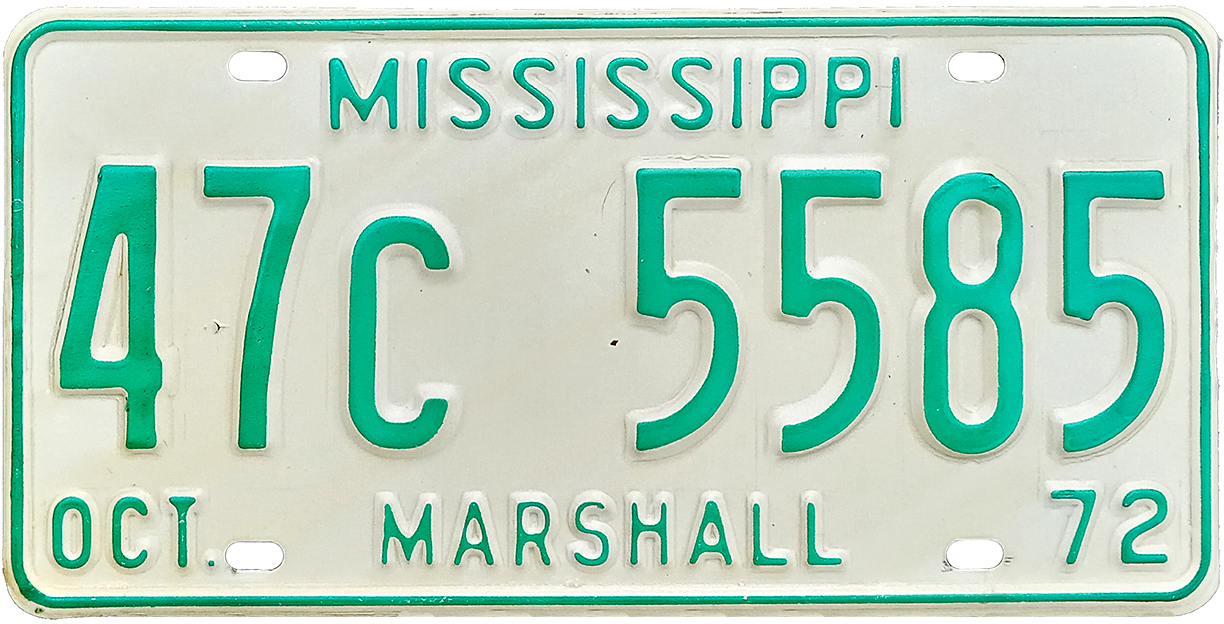 MISSISSIPPI
47C 5585
OCT. MARSHALL 72